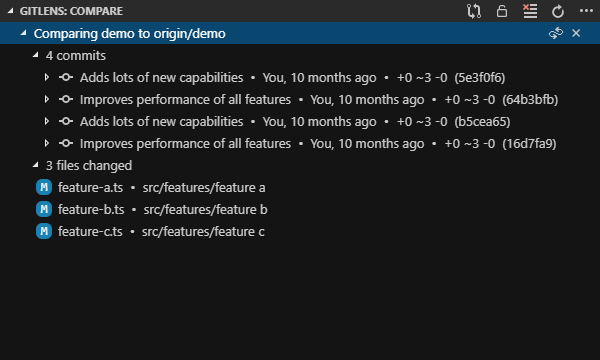 GITLENS: COMPARE
Comparing demo to origin/demo
4 commits
Adds lots of new capabilities • You, 10 months ago • +0 ~3 -0 (5e3f0f6)
Improves performance of all features • You, 10 months ago • +0 ~3 -0 (64b3bfb)
Adds lots of new capabilities • You, 10 months ago • +0 ~3 -0 (b5cea65)
Improves performance of all features • You, 10 months ago • +0 ~3 -0 (16d7fa9)
3 files changed
M feature-a.ts • src/features/feature a
M feature-b.ts • src/features/feature b
M feature-c.ts • src/features/feature c